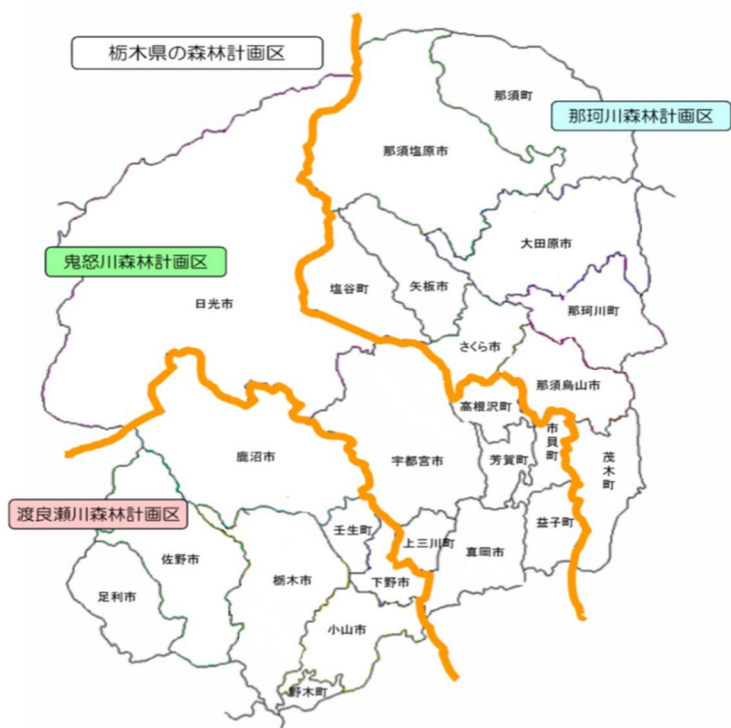 栃木県の森林計画区
那須町
那珂川森林計画区
那須塩原市
大田原市
鬼怒川森林計画区
日光市
塩谷町
矢板市
那珂川町
さくら市
那須烏山市
高根沢町
市貝町
茂木町
鹿沼市
宇都宮市
芳賀町
渡良瀬川森林計画区
益子町
壬生町
上三川町
真岡市
佐野市
栃木市
下野市
足利市
小山市
野木町